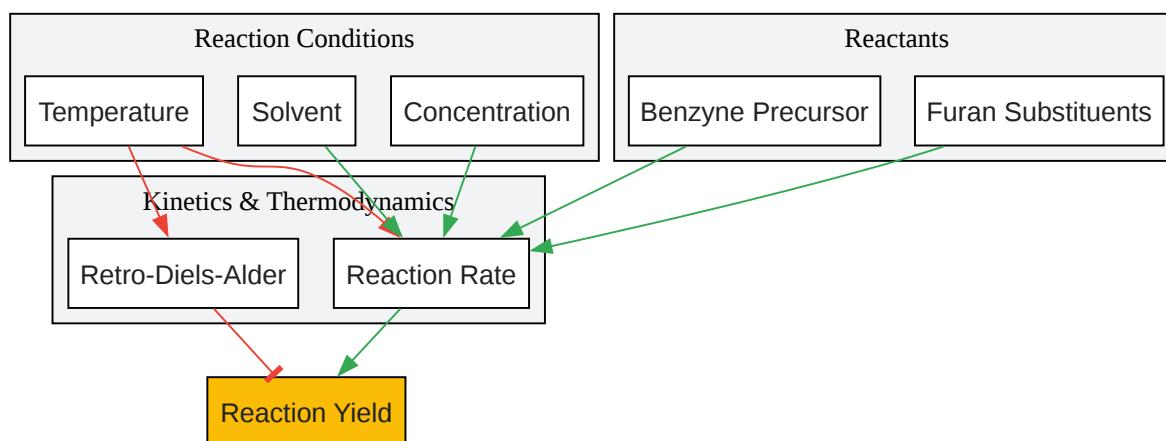 Reaction Conditions
Reactants
Temperature
Solvent
Concentration
Benzyne Precursor
Furan Substituents
Kinetics & Thermodynamics
Retro-Diels-Alder
Reaction Rate
Reaction Yield